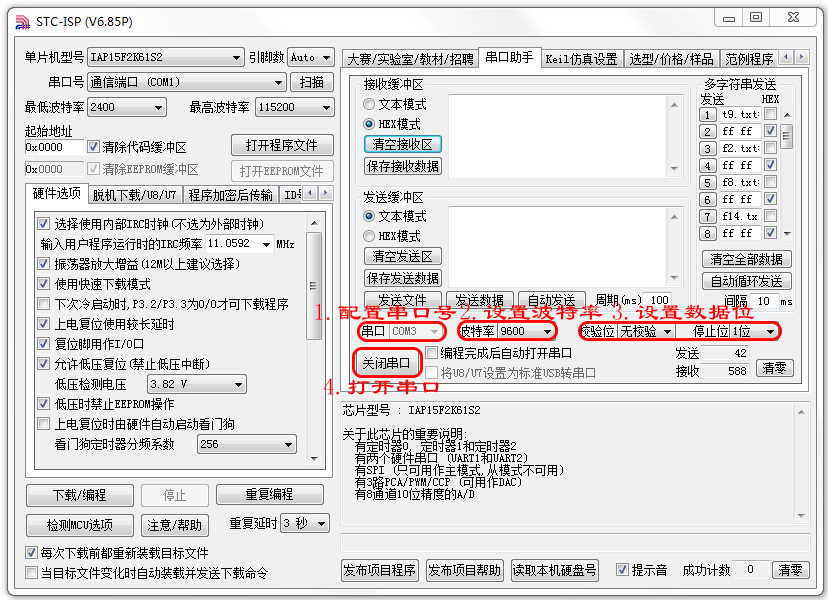 STC-ISP (V6.85P)
单片机型号 IAP15F2K61S2 引脚数 Auto
串口号 通信端口 (COM1) 扫描
最低波特率 2400 最高波特率 115200
起始地址
0x0000 清除代码缓冲区 打开程序文件
0x0000 清除EEPROM缓冲区 打开EEPROM文件
硬件选项 脱机下载/U8/U7 程序加密后传输 ID号
选择使用内部IRC时钟(不选为外部时钟)
输入用户程序运行时的IRC频率 11.0592 MHz
振荡器放大增益(12M以上建议选择)
使用快速下载模式
下次冷启动时,P3.2/P3.3为0/0才可下载程序
上电复位使用较长延时
复位脚用作I/O口
允许低压复位(禁止低压中断)
低压检测电压 3.82 V
低压时禁止EEPROM操作
上电复位时由硬件自动启动看门狗
看门狗定时器分频系数 256
下载/编程 停止 重复编程
检测MCU选项 注意/帮助 重复延时 3 秒
每次下载前都重新装载目标文件
当目标文件变化时自动装载并发送下载命令
大赛/实验室/教材/招聘 串口助手 Keil仿真设置 选型/价格/样品 范例程序
接收缓冲区
文本模式
HEX模式
清空接收区
保存接收数据
发送缓冲区
文本模式
HEX模式
清空发送区
保存发送数据
发送文件 发送数据 自动发送 周期(ms) 100
多字符串发送
发送 HEX
1 t9.txt:
2 ff ff
3 f2.txt:
4 ff ff
5 f8.txt:
6 ff ff
7 f14.tx
8 ff ff
清空全部数据
自动循环发送
间隔 10 ms
1.配置串口号 2.设置波特率 3.设置数据位
串口 COM3 波特率 9600 校验位 无校验 停止位 1位
关闭串口 编程完成后自动打开串口 发送 42
将U8/U7设置为标准USB转串口 接收 588 清零
4.打开串口
芯片型号 : IAP15F2K61S2
关于此芯片的重要说明:
有定时器0, 定时器1和定时器2
有两个硬件串口 (UART1和UART2)
有SPI (只可用作主模式,从模式不可用)
有3路PCA/PWM/CCP (可用作DAC)
有8通道10位精度的A/D
发布项目程序 发布项目帮助 读取本机硬盘号 提示音 成功计数 0 清零